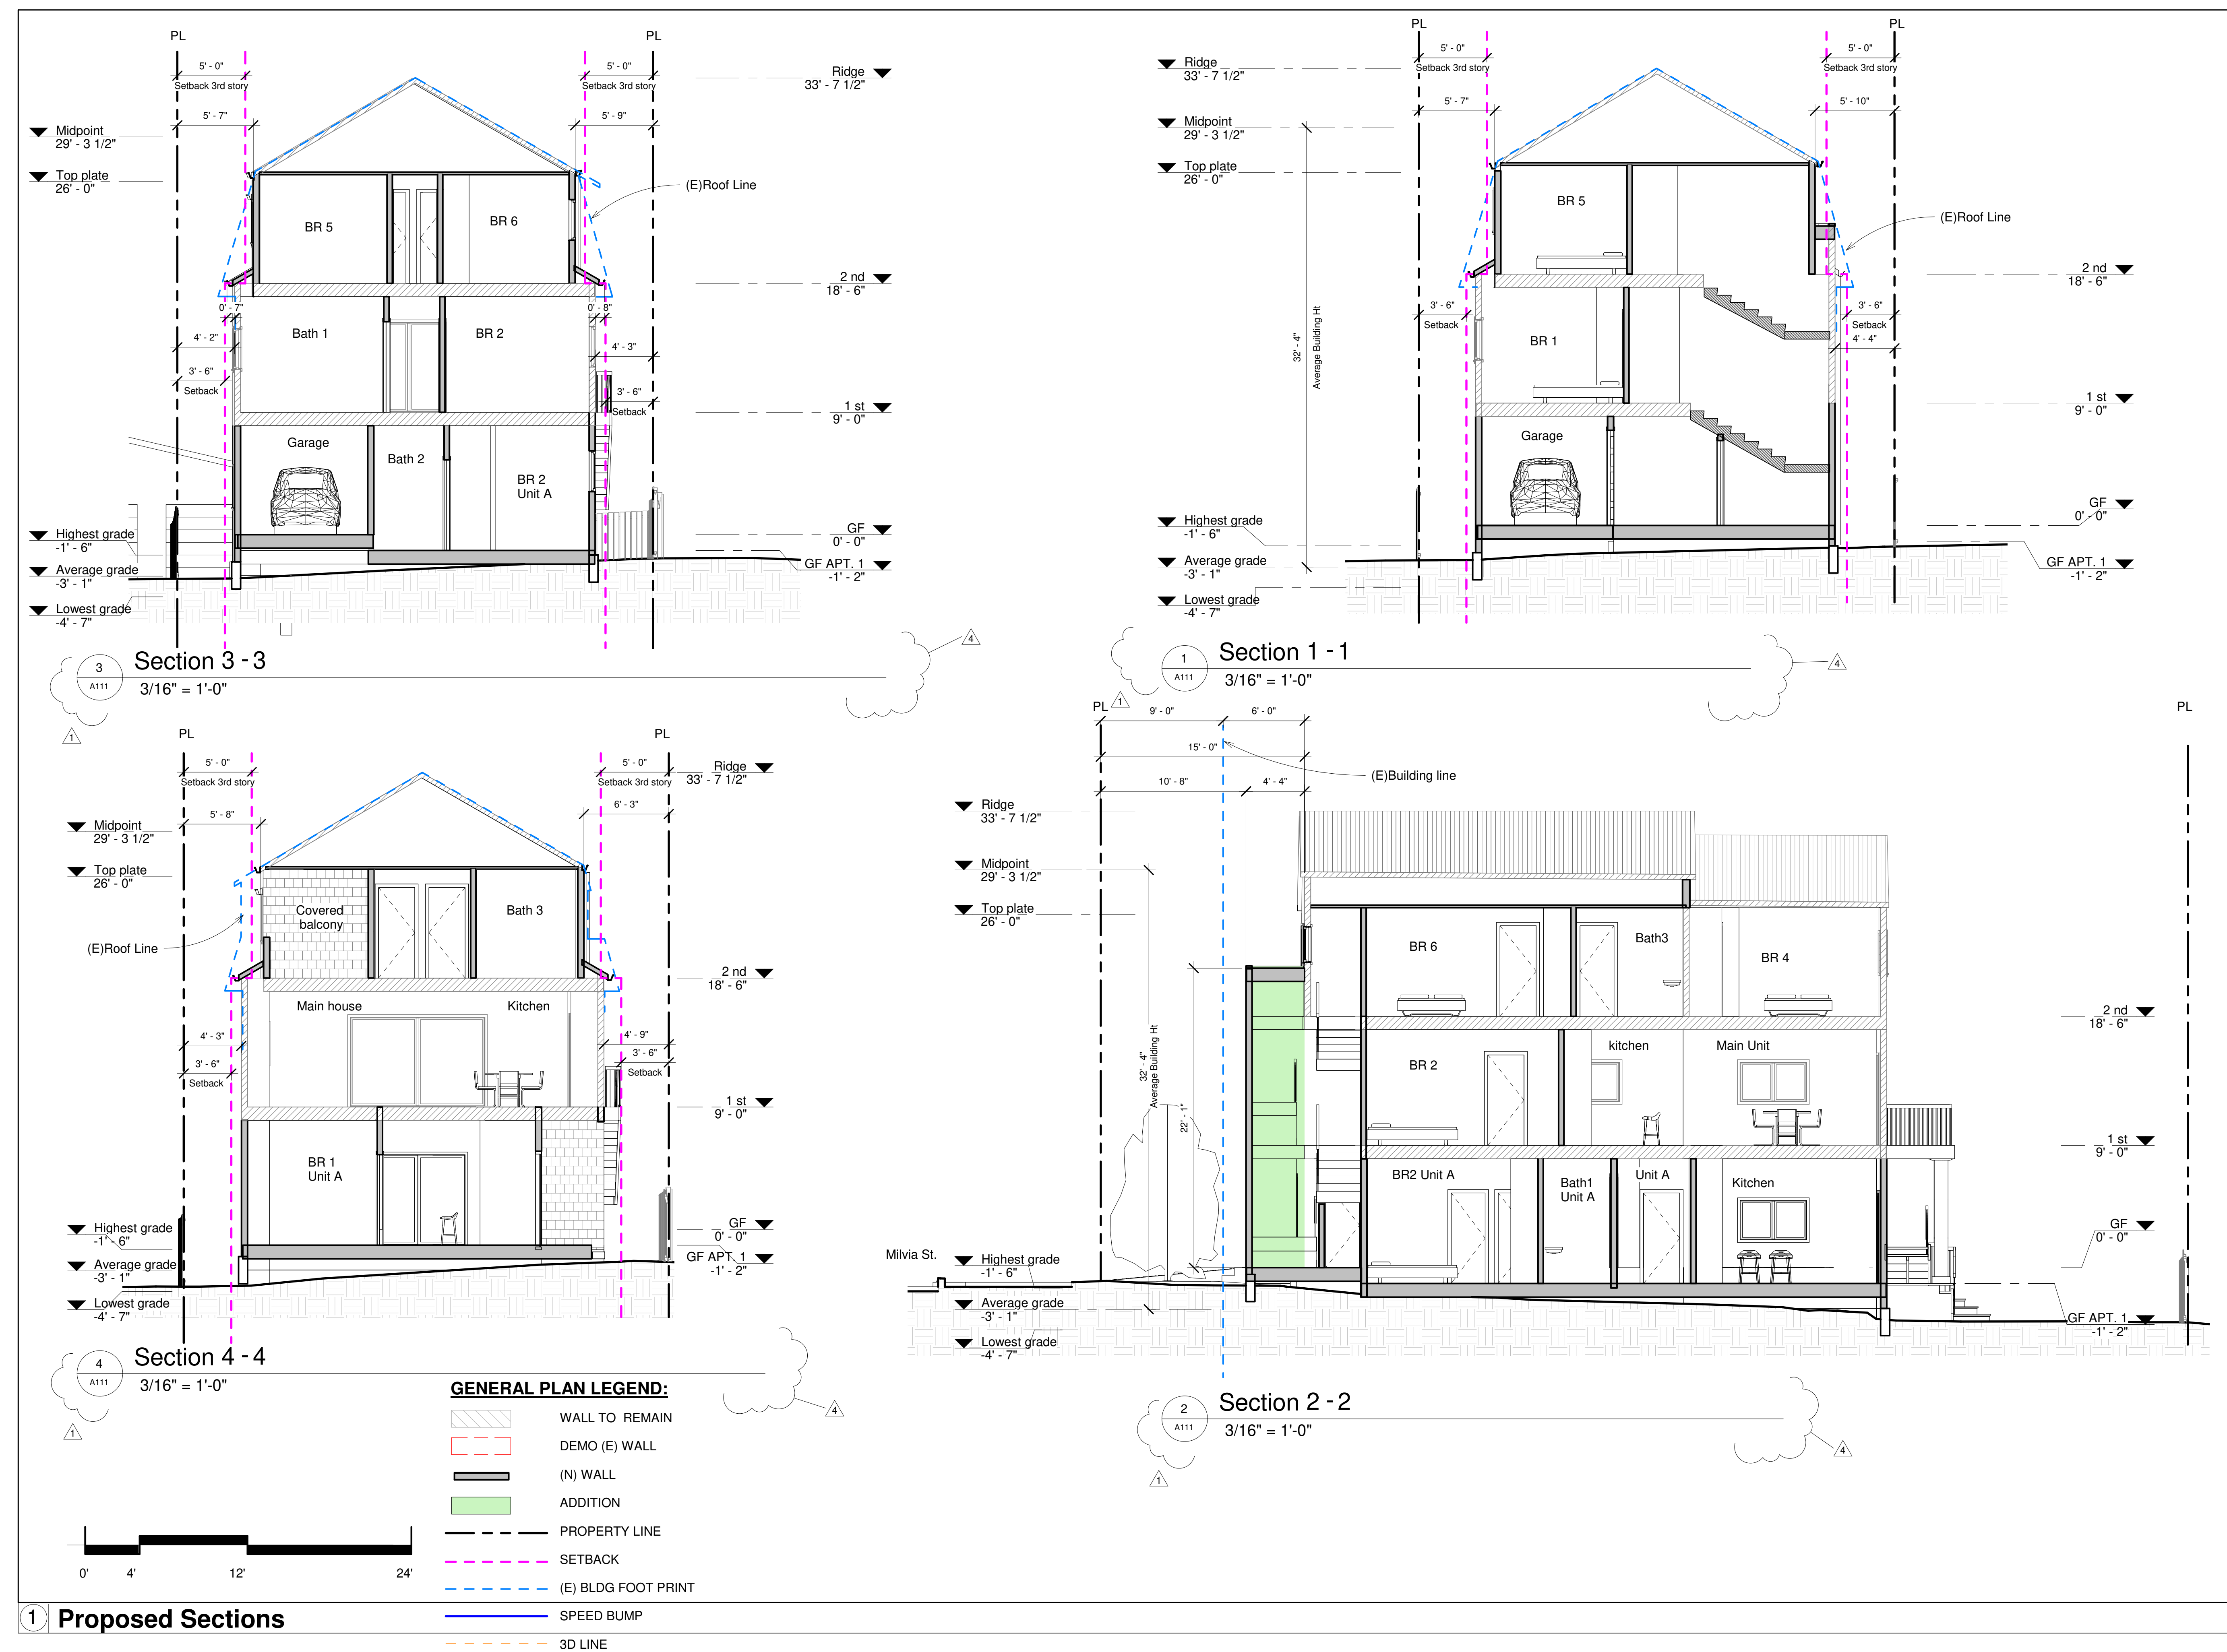 PL
PL
5' - 0"
Setback 3rd story
5' - 0"
Setback 3rd story
Ridge
33' - 7 1/2"
5' - 7"
5' - 9"
Midpoint
29' - 3 1/2"
Top plate
26' - 0"
(E)Roof Line
BR 5
BR 6
2 nd
18' - 6"
0' - 7"
0' - 8"
Bath 1
BR 2
4' - 2"
4' - 3"
3' - 6"
Setback
3' - 6"
Setback
1 st
9' - 0"
Garage
Bath 2
BR 2
Unit A
Highest grade
-1' - 6"
GF
0' - 0"
Average grade
-3' - 1"
GF APT. 1
-1' - 2"
Lowest grade
-4' - 7"
3
A111
Section 3 - 3
3/16" = 1'-0"
4
1
PL
PL
Ridge
33' - 7 1/2"
5' - 0"
Setback 3rd story
5' - 0"
Setback 3rd story
5' - 7"
5' - 10"
Midpoint
29' - 3 1/2"
Top plate
26' - 0"
BR 5
(E)Roof Line
2 nd
18' - 6"
3' - 6"
Setback
3' - 6"
Setback
4' - 4"
32' - 4"
Average Building Ht
BR 1
1 st
9' - 0"
Garage
Highest grade
-1' - 6"
GF
0' - 0"
Average grade
-3' - 1"
GF APT. 1
-1' - 2"
Lowest grade
-4' - 7"
1
A111
Section 1 - 1
3/16" = 1'-0"
4
1
PL
PL
5' - 0"
Setback 3rd story
5' - 0"
Setback 3rd story
Ridge
33' - 7 1/2"
5' - 8"
6' - 3"
Midpoint
29' - 3 1/2"
Top plate
26' - 0"
Covered
balcony
Bath 3
(E)Roof Line
2 nd
18' - 6"
Main house
Kitchen
4' - 3"
4' - 9"
3' - 6"
Setback
3' - 6"
Setback
1 st
9' - 0"
BR 1
Unit A
Highest grade
-1' - 6"
GF
0' - 0"
Average grade
-3' - 1"
GF APT. 1
-1' - 2"
Lowest grade
-4' - 7"
4
A111
Section 4 - 4
3/16" = 1'-0"
4
1
PL
9' - 0"
6' - 0"
PL
15' - 0"
(E)Building line
10' - 8"
4' - 4"
Ridge
33' - 7 1/2"
Midpoint
29' - 3 1/2"
Top plate
26' - 0"
BR 6
Bath3
BR 4
2 nd
18' - 6"
32' - 4"
Average Building Ht
22' - 1"
BR 2
kitchen
Main Unit
1 st
9' - 0"
BR2 Unit A
Bath1
Unit A
Unit A
Kitchen
GF
0' - 0"
Milvia St.
Highest grade
-1' - 6"
Average grade
-3' - 1"
GF APT. 1
-1' - 2"
Lowest grade
-4' - 7"
2
A111
Section 2 - 2
3/16" = 1'-0"
4
1
GENERAL PLAN LEGEND:
WALL TO REMAIN
DEMO (E) WALL
(N) WALL
ADDITION
PROPERTY LINE
SETBACK
(E) BLDG FOOT PRINT
SPEED BUMP
3D LINE
0' 4' 12' 24'
1 Proposed Sections